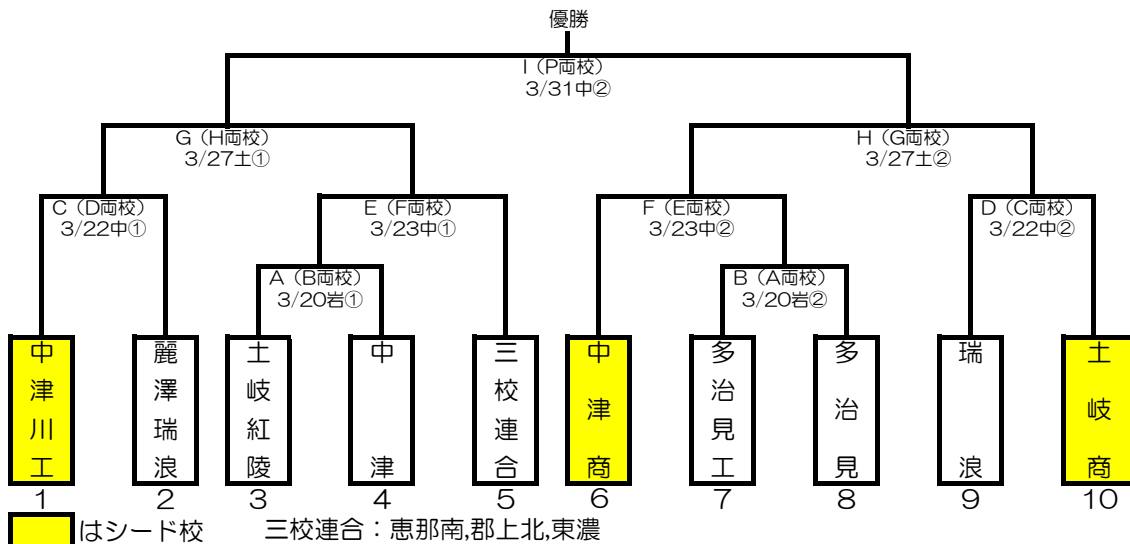 優勝
I(P両校)
3/31中②
G(H両校)
3/27土①
H(G両校)
3/27土②
C(D両校)
3/22中①
E(F両校)
3/23中①
F(E両校)
3/23中②
D(C両校)
3/22中②
A(B両校)
3/20岩①
B(A両校)
3/20岩②
中津川工
麗澤瑞浪
土岐紅陵
中津
三校連合
中津商
多治見工
多治見
瑞浪
土岐商
1 2 3 4 5 6 7 8 9 10
はシード校 三校連合:恵那南,郡上北,東濃